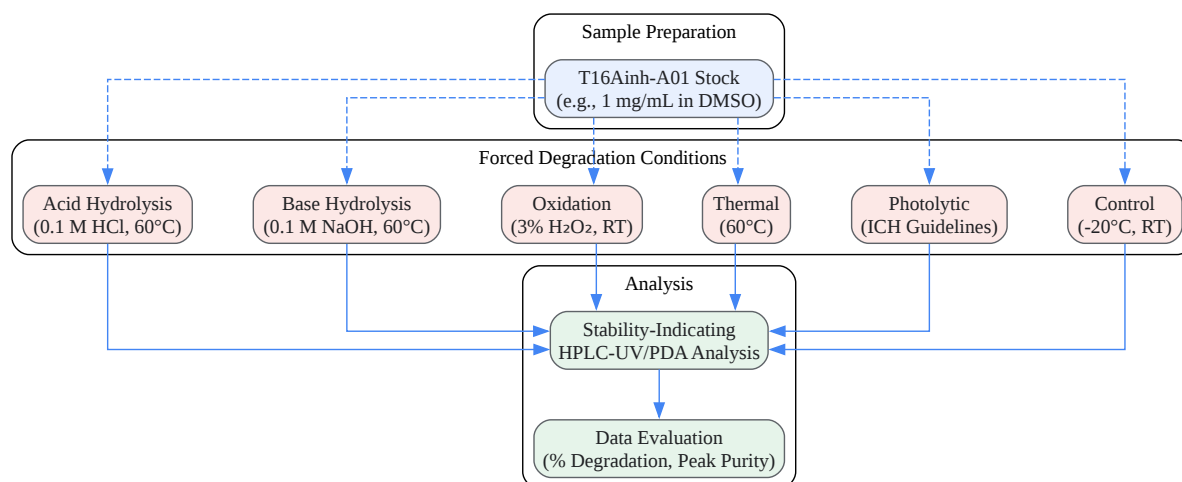 Sample Preparation
T16Ainh-A01 Stock
(e.g., 1 mg/mL in DMSO)
Forced Degradation Conditions
Acid Hydrolysis
(0.1 M HCl, 60°C)
Base Hydrolysis
(0.1 M NaOH, 60°C)
Oxidation
(3% H₂O₂, RT)
Thermal
(60°C)
Photolytic
(ICH Guidelines)
Control
(-20°C, RT)
Analysis
Stability-Indicating
HPLC-UV/PDA Analysis
Data Evaluation
(% Degradation, Peak Purity)